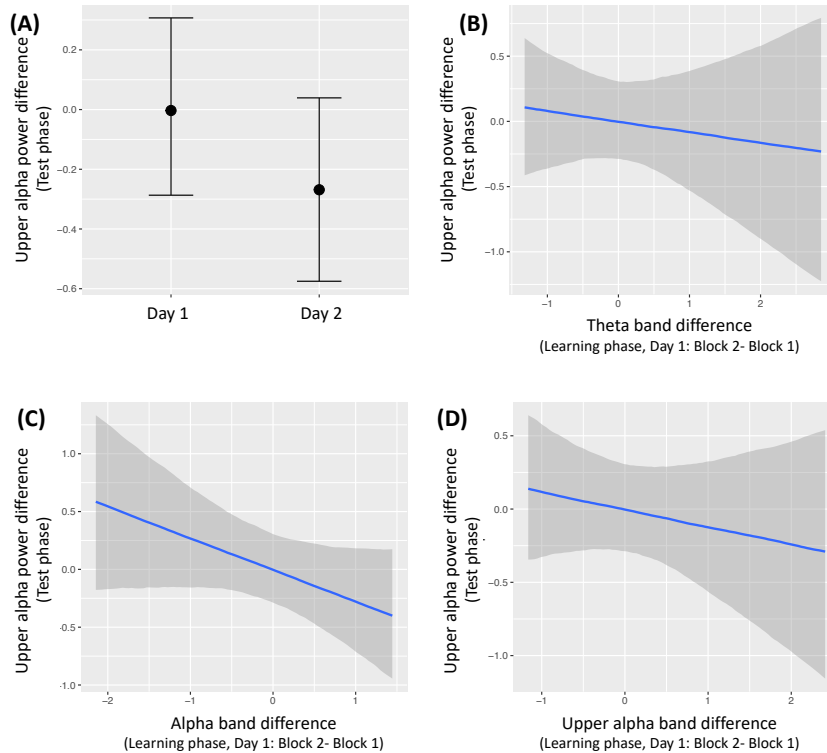 (A)
Upper alpha power difference
(Test phase)
0.2
0.0
−0.2
−0.4
−0.6
Day 1
Day 2
(B)
Upper alpha power difference
(Test phase)
0.5
0.0
−0.5
−1.0
−1
0
1
2
Theta band difference
(Learning phase, Day 1: Block 2- Block 1)
(C)
Upper alpha power difference
(Test phase)
1.0
0.5
0.0
-0.5
-1.0
−2
−1
0
1
Alpha band difference
(Learning phase, Day 1: Block 2- Block 1)
(D)
Upper alpha power difference
(Test phase)
0.5
0.0
−0.5
−1.0
−1
0
1
2
Upper alpha band difference
(Learning phase, Day 1: Block 2- Block 1)